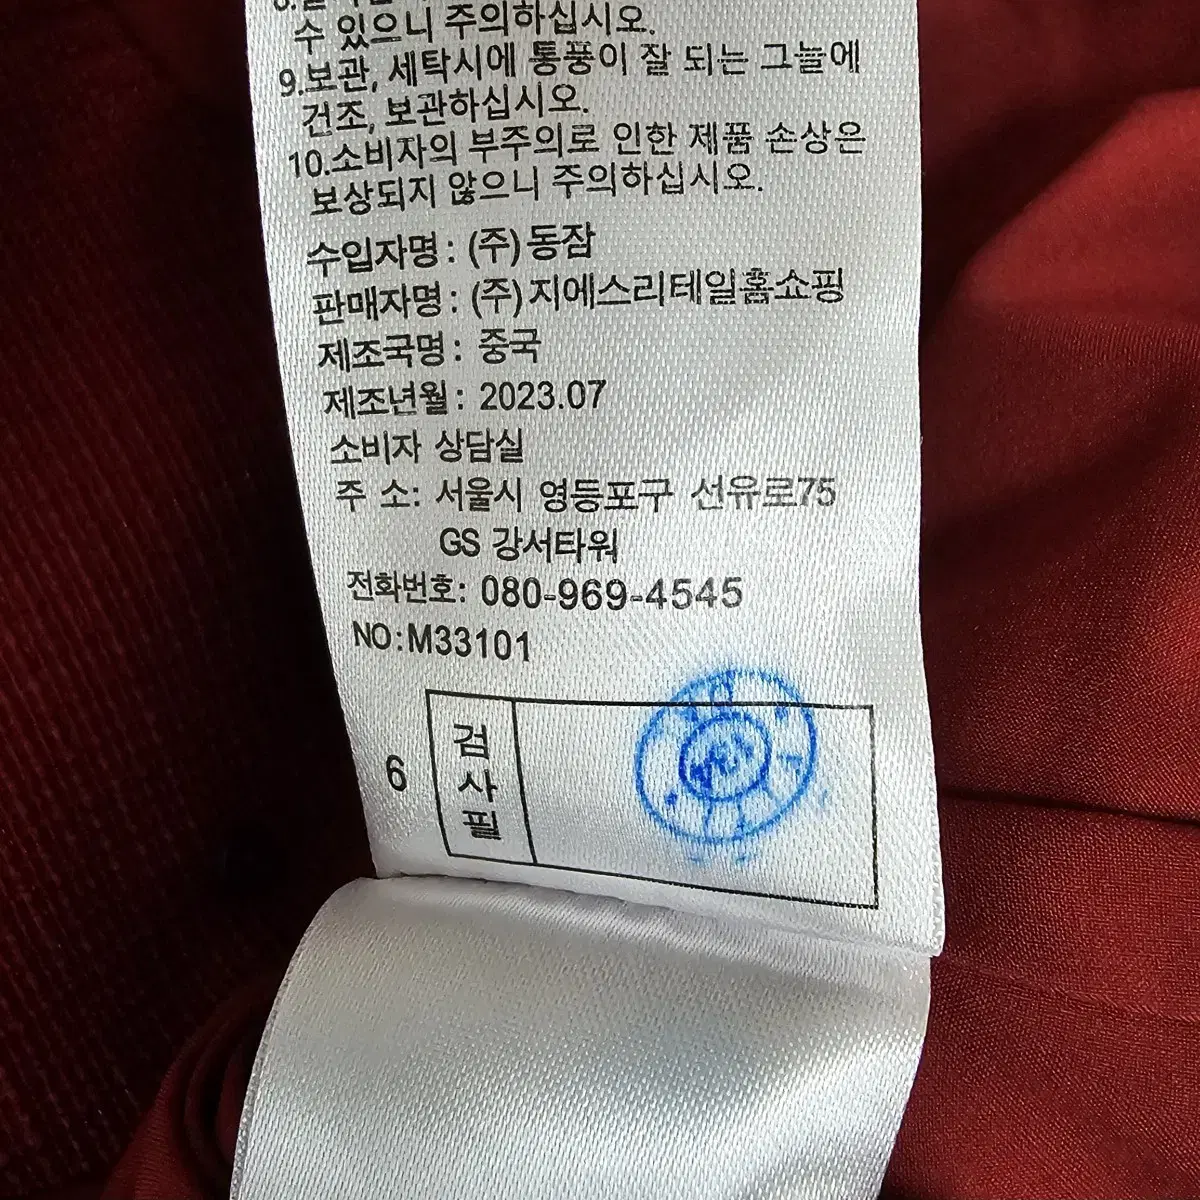 수 있으니 주의하십시오.
9.보관, 세탁시에 통풍이 잘 되는 그늘에
건조, 보관하십시오.
10.소비자의 부주의로 인한 제품 손상은
보상되지 않으니 주의하십시오.
수입자명 : (주)동잠
판매자명 : (주)지에스리테일홈쇼핑
제조국명 : 중국
제조년월 : 2023.07
소비자 상담실
주 소: 서울시 영등포구 선유로75
GS 강서타워
전화번호: 080-969-4545
NO:M33101
6 검사필